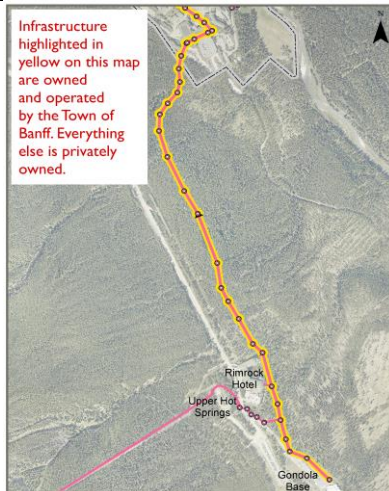 Infrastructure
highlighted in
yellow on this map
are owned
and operated
by the Town of
Banff. Everything
else is privately
owned.
N
Rimrock
Hotel
Upper Hot
Springs
Gondola
Base